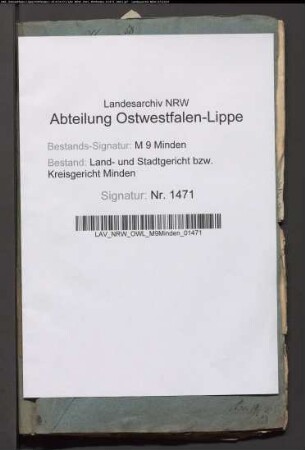 Landesarchiv NRW
Abteilung Ostwestfalen-Lippe
Bestands-Signatur: M 9 Minden
Bestand: Land- und Stadtgericht bzw.
Kreisgericht Minden
Signatur: Nr. 1471
LAV_NRW_OWL_M9Minden_01471